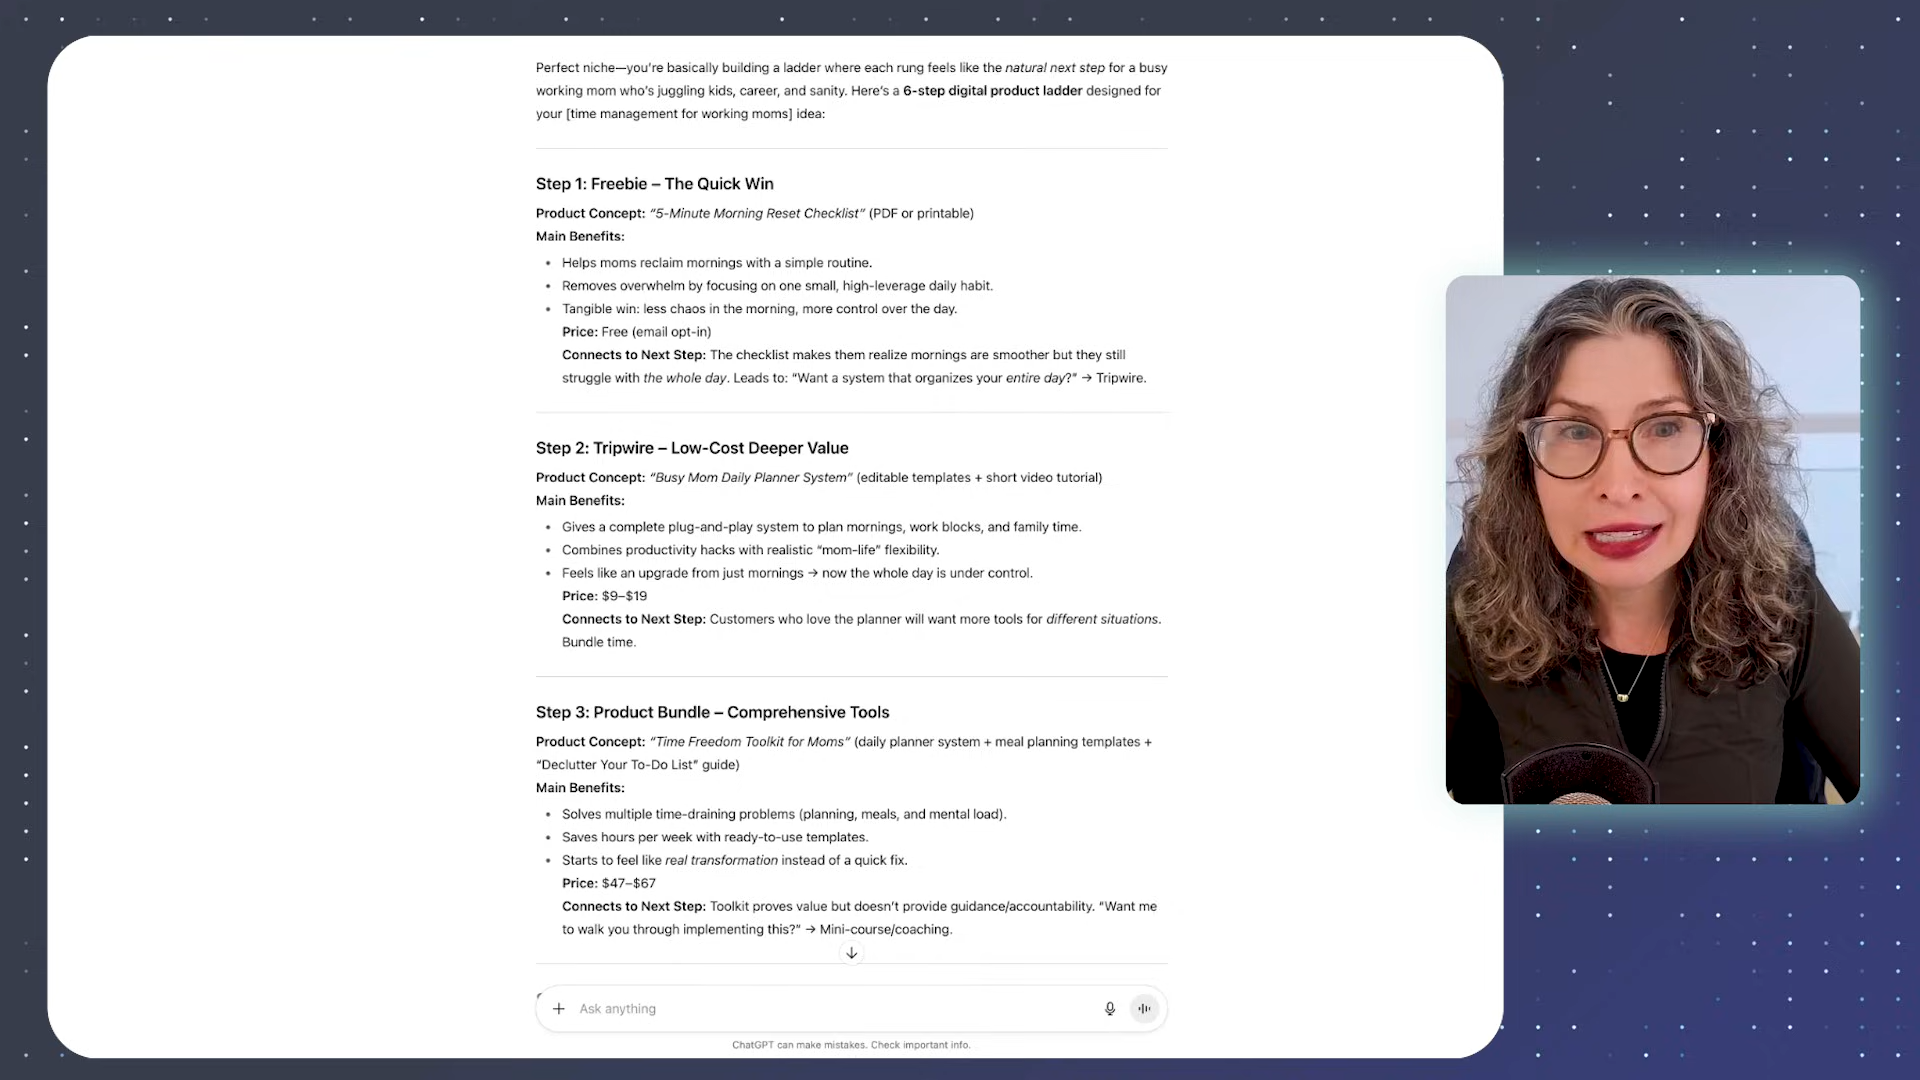 Perfect niche—you're basically building a ladder where each rung feels like the natural next step for a busy
working mom who's juggling kids, career, and sanity. Here's a 6-step digital product ladder designed for
your [time management for working moms] idea:
Step 1: Freebie – The Quick Win
Product Concept: “5-Minute Morning Reset Checklist” (PDF or printable)
Main Benefits:
• Helps moms reclaim mornings with a simple routine.
• Removes overwhelm by focusing on one small, high-leverage daily habit.
• Tangible win: less chaos in the morning, more control over the day.
Price: Free (email opt-in)
Connects to Next Step: The checklist makes them realize mornings are smoother but they still
struggle with the whole day. Leads to: “Want a system that organizes your entire day?” → Tripwire.
Step 2: Tripwire – Low-Cost Deeper Value
Product Concept: “Busy Mom Daily Planner System” (editable templates + short video tutorial)
Main Benefits:
• Gives a complete plug-and-play system to plan mornings, work blocks, and family time.
• Combines productivity hacks with realistic “mom-life” flexibility.
• Feels like an upgrade from just mornings → now the whole day is under control.
Price: $9–$19
Connects to Next Step: Customers who love the planner will want more tools for different situations.
Bundle time.
Step 3: Product Bundle – Comprehensive Tools
Product Concept: “Time Freedom Toolkit for Moms” (daily planner system + meal planning templates +
“Declutter Your To-Do List” guide)
Main Benefits:
• Solves multiple time-draining problems (planning, meals, and mental load).
• Saves hours per week with ready-to-use templates.
• Starts to feel like real transformation instead of a quick fix.
Price: $47–$67
Connects to Next Step: Toolkit proves value but doesn't provide guidance/accountability. “Want me
to walk you through implementing this?” → Mini-course/coaching.
Ask anything
ChatGPT can make mistakes. Check important info.